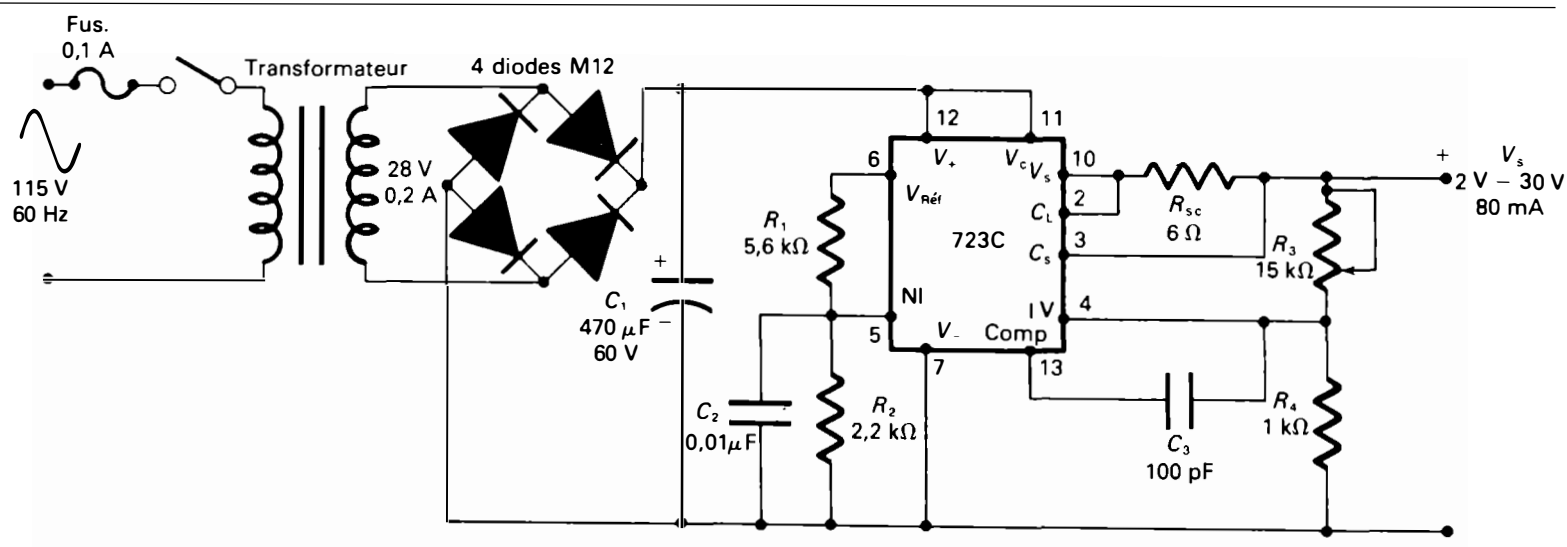 Fus.
0,1 A
Transformateur
4 diodes M12
115 V
60 Hz
28 V
0,2 A
+
C₁
470 μF −
60 V
R₁
5,6 kΩ
C₂
0,01μF
R₂
2,2 kΩ
12
11
6
V₊
Vc
Vs
10
VRéf
CL
2
723C
Cs
3
NI
5
IV
4
V₋
Comp
7
13
Rsc
6 Ω
R₃
15 kΩ
C₃
100 pF
R₄
1 kΩ
+
Vs
2 V − 30 V
80 mA